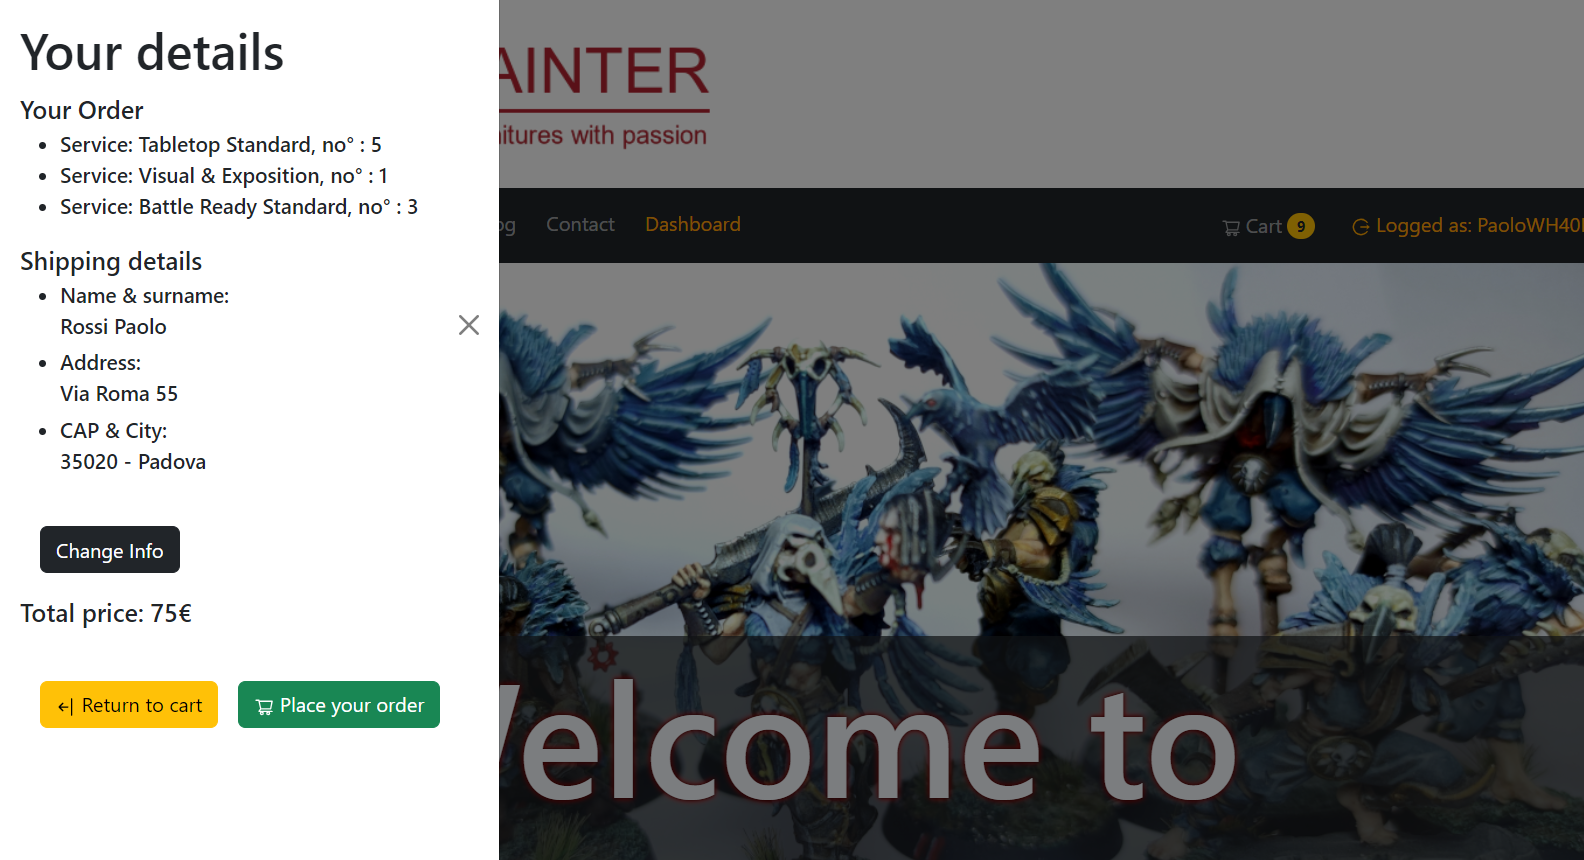 Your details
Your Order
Service: Tabletop Standard, no° : 5
Service: Visual & Exposition, no° : 1
Service: Battle Ready Standard, no° : 3
Shipping details
Name & surname:
Rossi Paolo
Address:
Via Roma 55
CAP & City:
35020 - Padova
Change Info
Total price: 75€
Return to cart
Place your order
AINTER
itures with passion
og
Contact
Dashboard
Cart 9
Logged as: PaoloWH40
Welcome to